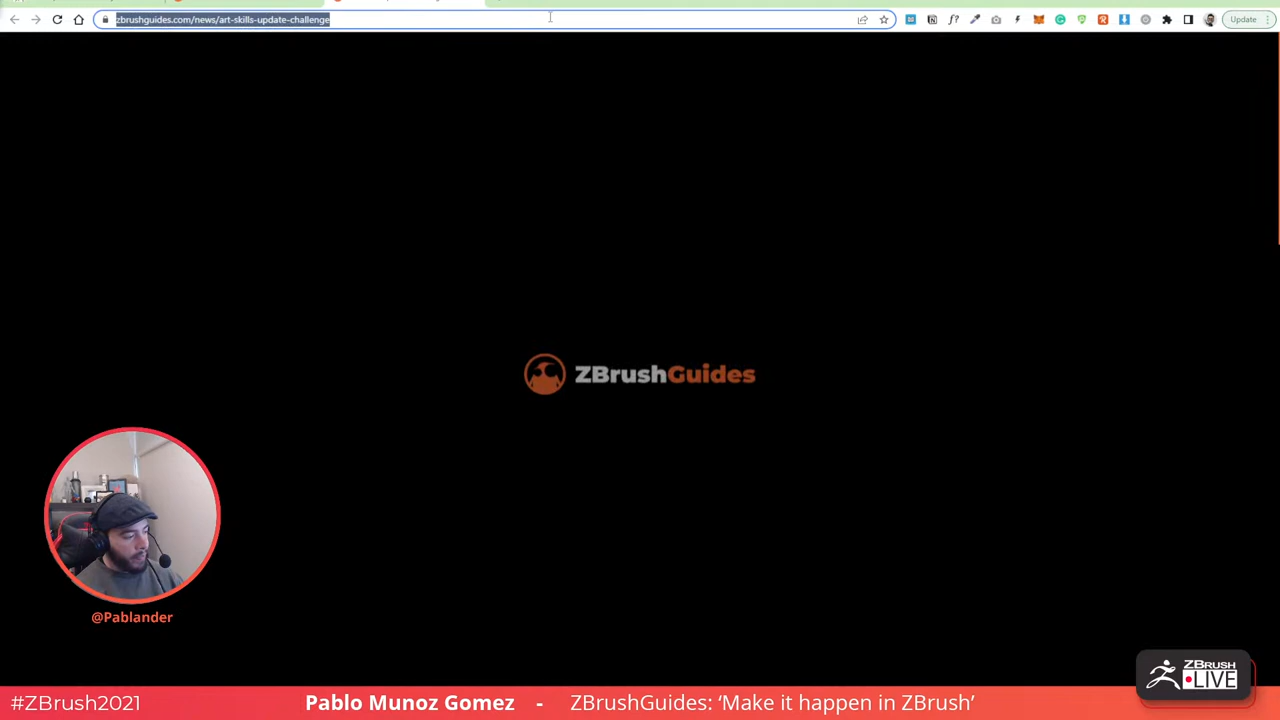 zbrushguides.com/news/art-skills-update-challenge
Update
ZBrushGuides
@Pablander
ZBRUSH
LIVE
#ZBrush2021
Pablo Munoz Gomez - ZBrushGuides: 'Make it happen in ZBrush'